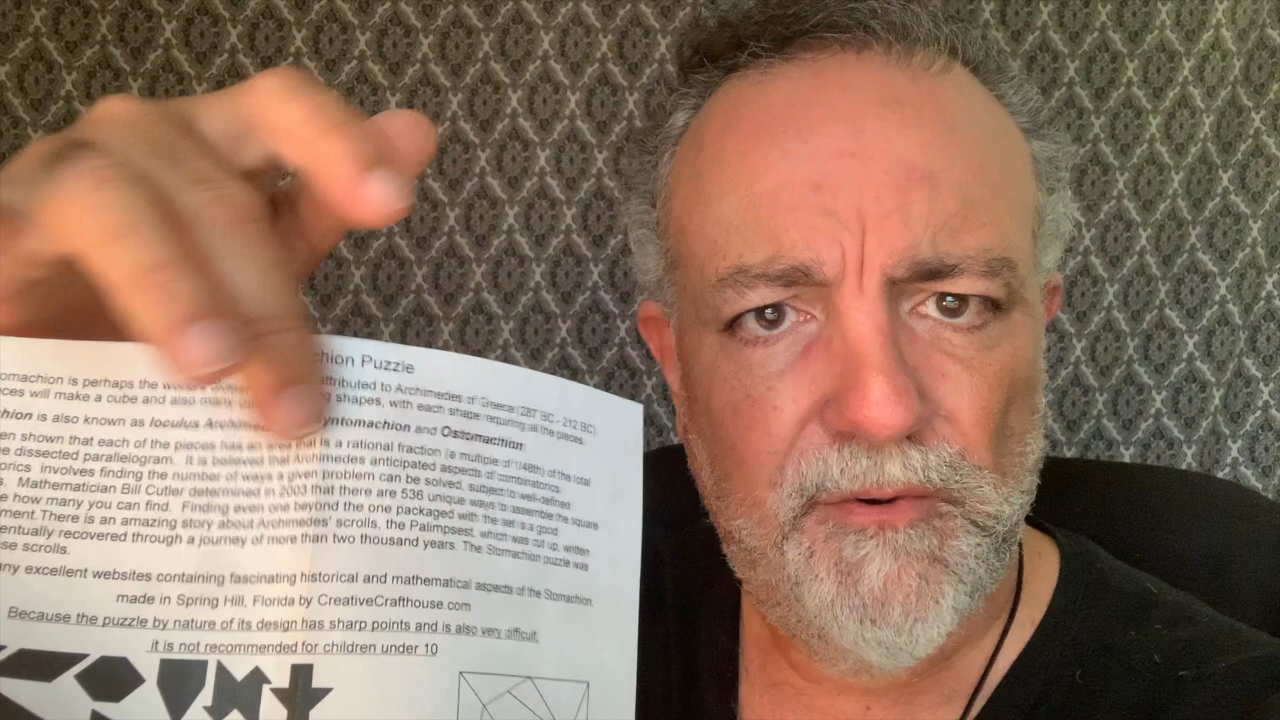 chion Puzzle
omachion is perhaps the attributed to Archimedes of Greece (287 BC - 212 BC).
ces will make a cube and also many shapes, with each shape requiring all the pieces.
hion is also known as loculus yntomachion and Ostomachion
en shown that each of the pieces has an area that is a rational fraction (a multiple of 1/48th) of the total
e dissected parallelogram. It is believed that Archimedes anticipated aspects of combinatorics.
orics involves finding the number of ways a given problem can be solved, subject to well-defined
s. Mathematician Bill Cutler determined in 2003 that there are 536 unique ways to assemble the square
e how many you can find. Finding even one beyond the one packaged with the set is a good
ment. There is an amazing story about Archimedes' scrolls, the Palimpsest, which was cut up, written
entually recovered through a journey of more than two thousand years. The Stomachion puzzle was
se scrolls.
ny excellent websites containing fascinating historical and mathematical aspects of the Stomachion.
made in Spring Hill, Florida by CreativeCrafthouse.com
Because the puzzle by nature of its design has sharp points and is also very difficult,
it is not recommended for children under 10